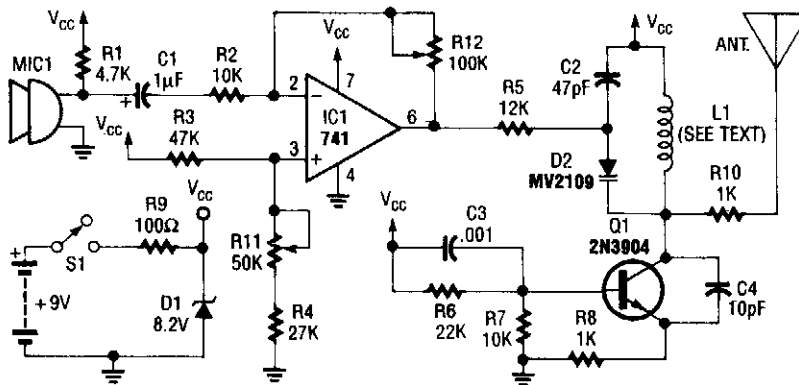 VCC
R1
4.7K
MIC1
C1
1µF
+
R2
10K
VCC
R3
47K
2
−
3
+
7
VCC
IC1
741
4
6
R12
100K
R5
12K
VCC
C2
47pF
L1
(SEE TEXT)
ANT.
D2
MV2109
R10
1K
Q1
2N3904
C4
10pF
VCC
C3
.001
R6
22K
R7
10K
R8
1K
R11
50K
R4
27K
VCC
R9
100Ω
S1
+
+9V
D1
8.2V